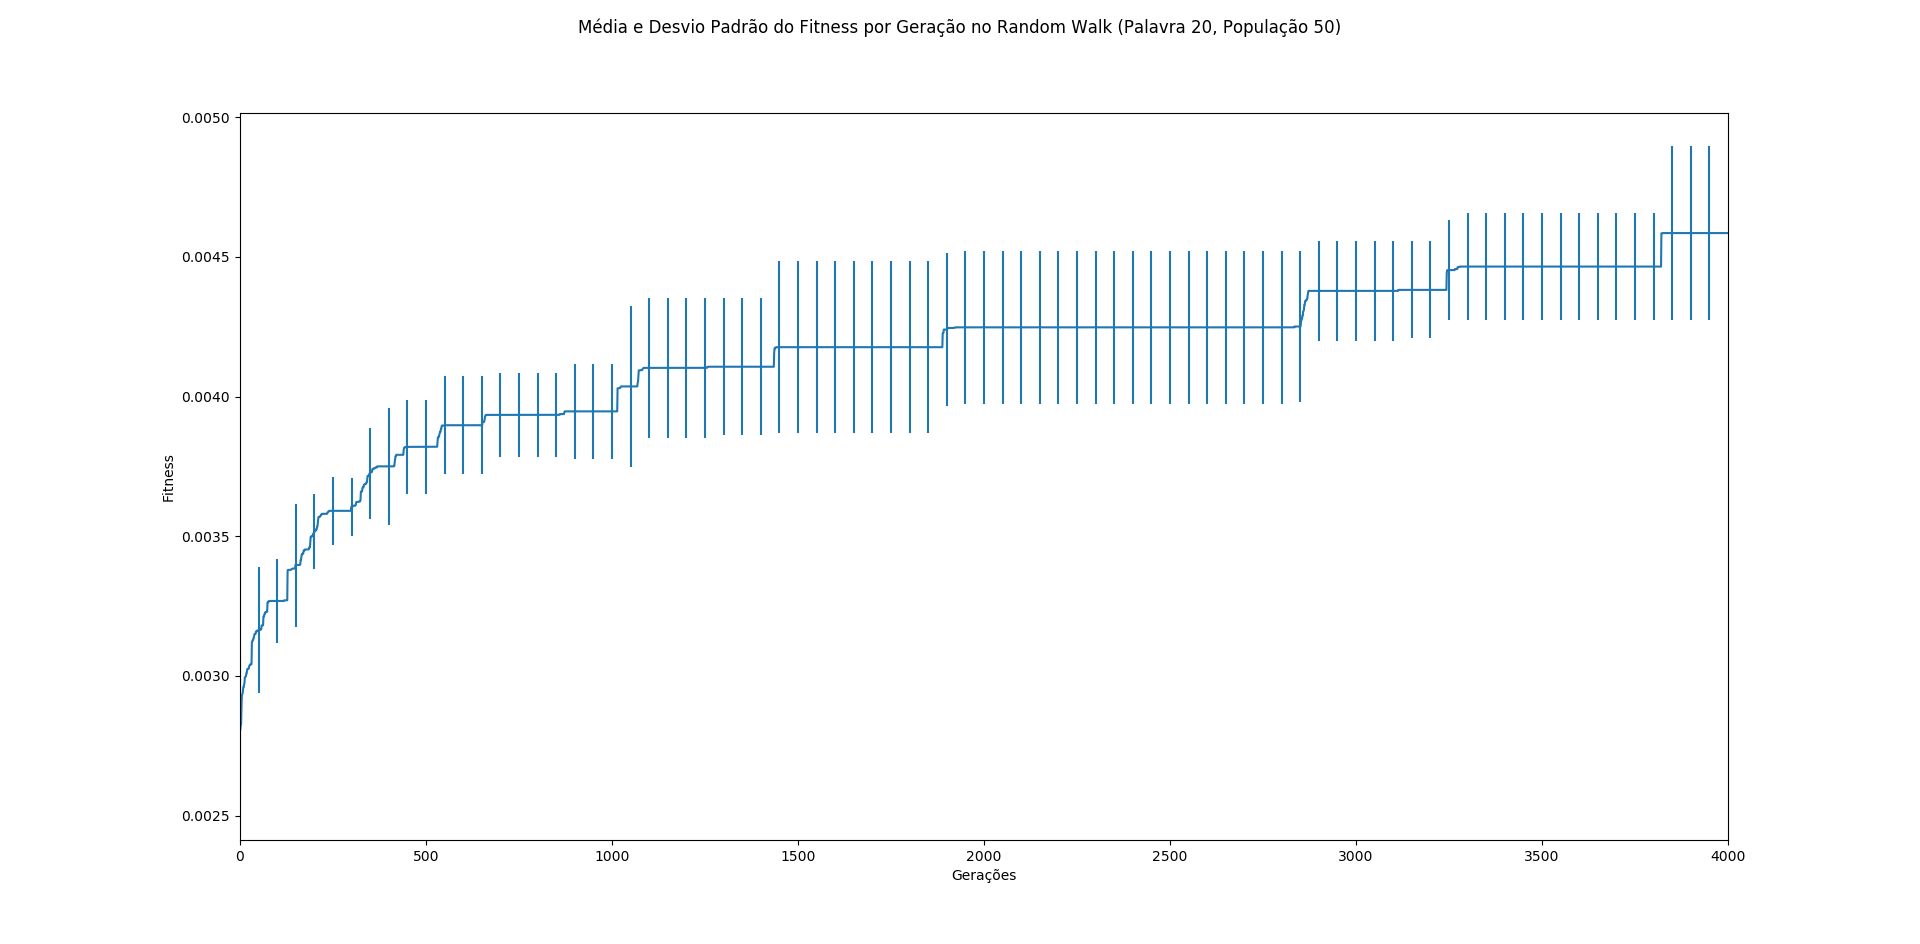 Média e Desvio Padrão do Fitness por Geração no Random Walk (Palavra 20, População 50)
0.0050
0.0045
0.0040
0.0035
0.0030
0.0025
Fitness
0 500 1000 1500 2000 2500 3000 3500 4000
Gerações